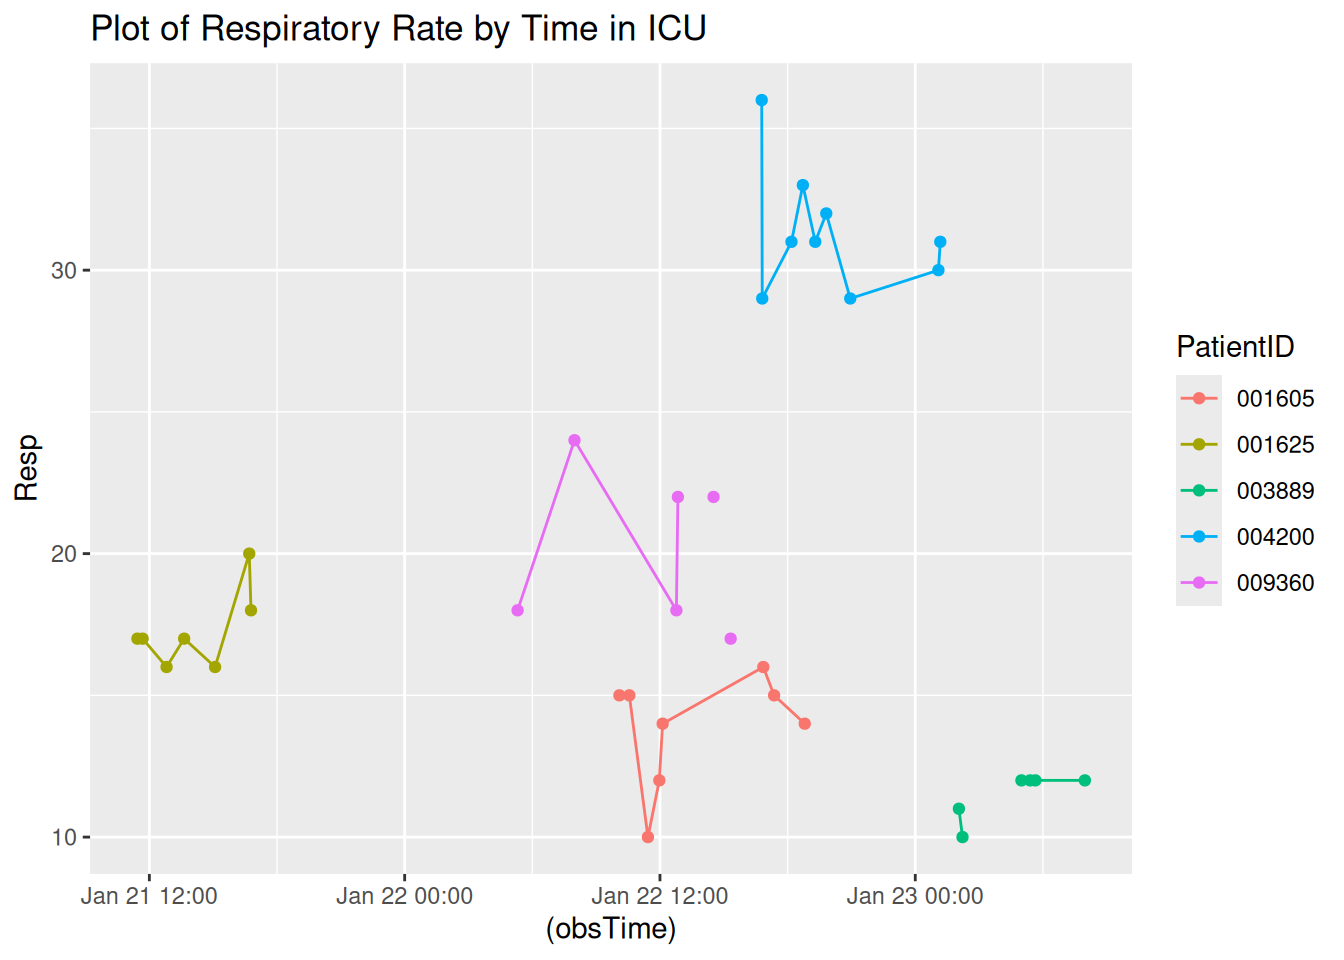 Plot of Respiratory Rate by Time in ICU
Resp
30
20
10
Jan 21 12:00
Jan 22 00:00
Jan 22 12:00
Jan 23 00:00
(obsTime)
PatientID
001605
001625
003889
004200
009360